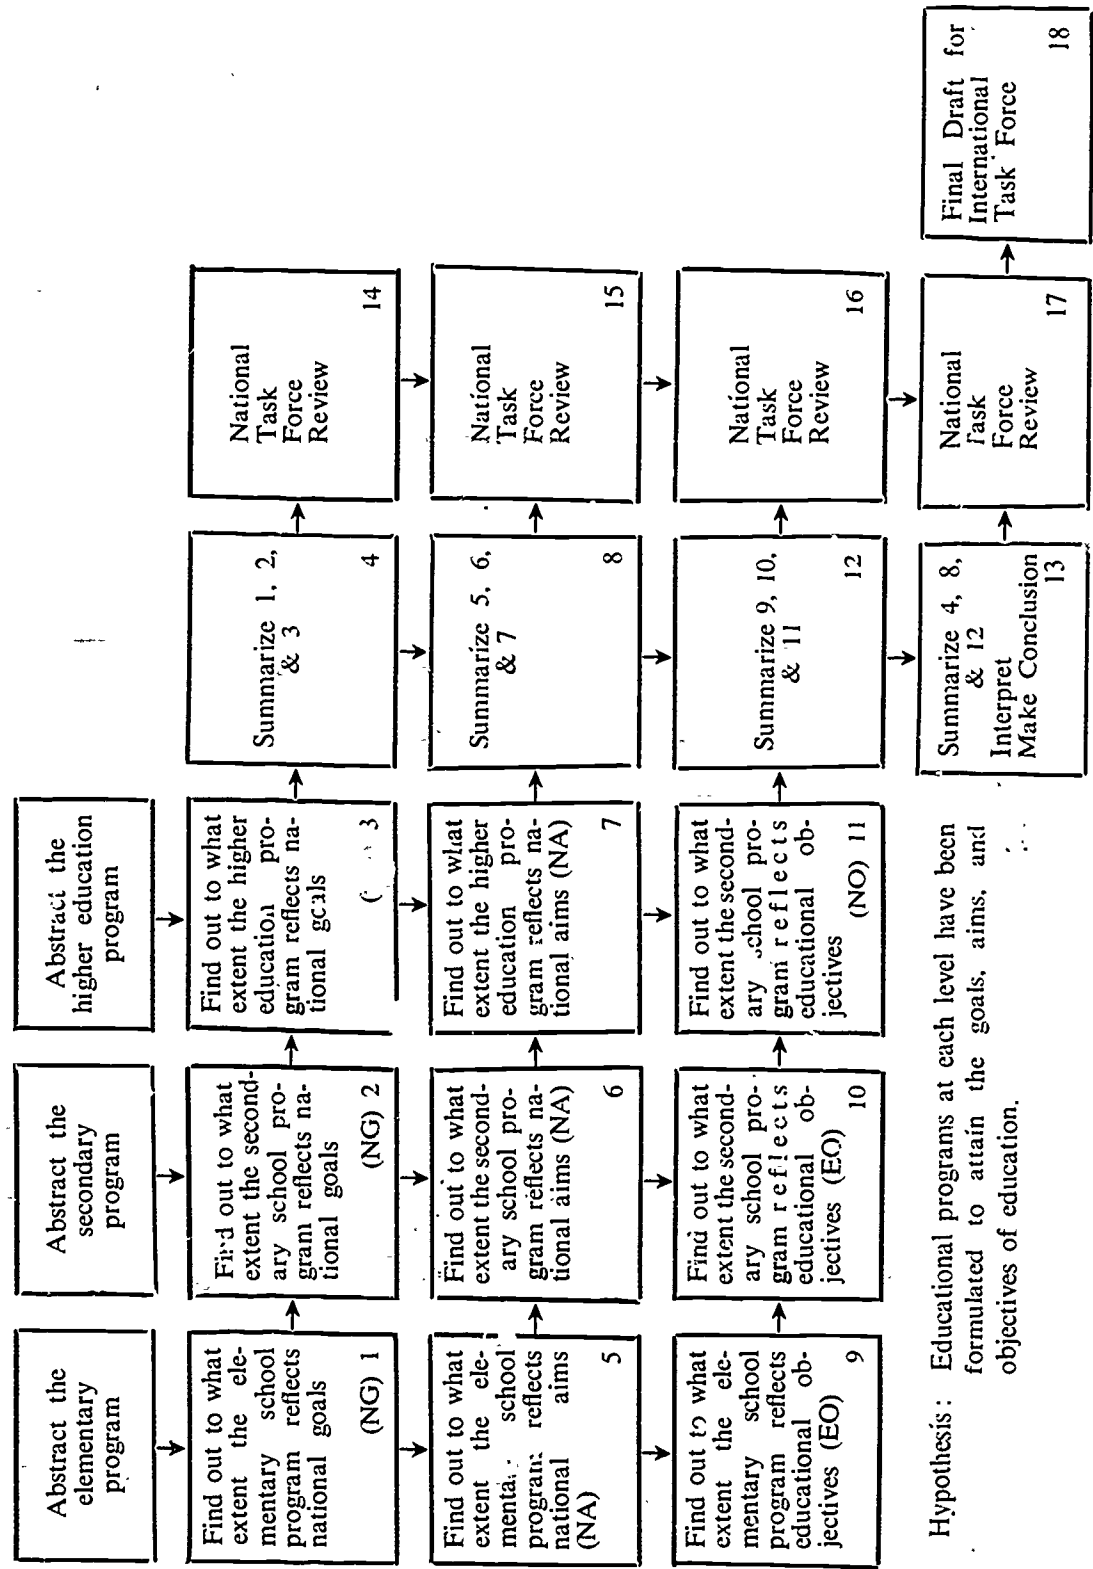 Abstract the
elementary
program
Abstract the
secondary
program
Abstract the
higher education
program
Find out to what
extent the ele-
mentary school
program reflects
national goals
(NG) 1
Find out to what
extent the second-
ary school pro-
gram reflects na-
tional goals
(NG) 2
Find out to what
extent the higher
education pro-
gram reflects na-
tional goals
3
Summarize 1, 2,
& 3
4
National
Task
Force
Review
14
Find out to what
extent the ele-
school
program reflects
national aims
(NA)
5
Find out to what
extent the second-
ary school pro-
gram reflects na-
tional aims (NA)
6
Find out to what
extent the higher
education pro-
gram reflects na-
tional aims (NA)
7
Summarize 5, 6,
& 7
8
National
Task
Force
Review
15
Find out to what
extent the ele-
mentary school
program reflects
educational ob-
jectives (EO)
9
Find out to what
extent the second-
ary school pro-
gram reflects
educational ob-
jectives (EO)
10
Find out to what
extent the second-
ary school pro-
gram reflects
educational ob-
jectives
(NO) 11
Summarize 9, 10,
& 11
12
National
Task
Force
Review
16
Summarize 4, 8,
& 12
Interpret
Make Conclusion
13
National
Task
Force
Review
17
Final Draft for
International
Task Force
18
Hypothesis: Educational programs at each level have been
formulated to attain the goals, aims, and
objectives of education.